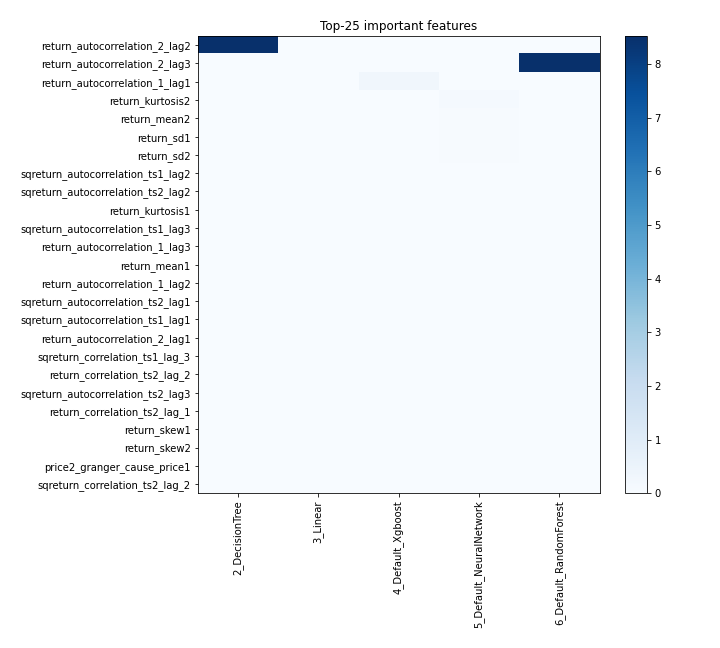 Top-25 important features
return_autocorrelation_2_lag2
return_autocorrelation_2_lag3
return_autocorrelation_1_lag1
return_kurtosis2
return_mean2
return_sd1
return_sd2
sqreturn_autocorrelation_ts1_lag2
sqreturn_autocorrelation_ts2_lag2
return_kurtosis1
sqreturn_autocorrelation_ts1_lag3
return_autocorrelation_1_lag3
return_mean1
return_autocorrelation_1_lag2
sqreturn_autocorrelation_ts2_lag1
sqreturn_autocorrelation_ts1_lag1
return_autocorrelation_2_lag1
sqreturn_correlation_ts1_lag_3
return_correlation_ts2_lag_2
sqreturn_autocorrelation_ts2_lag3
return_correlation_ts2_lag_1
return_skew1
return_skew2
price2_granger_cause_price1
sqreturn_correlation_ts2_lag_2
2_DecisionTree
3_Linear
4_Default_Xgboost
5_Default_NeuralNetwork
6_Default_RandomForest
8
7
6
5
4
3
2
1
0